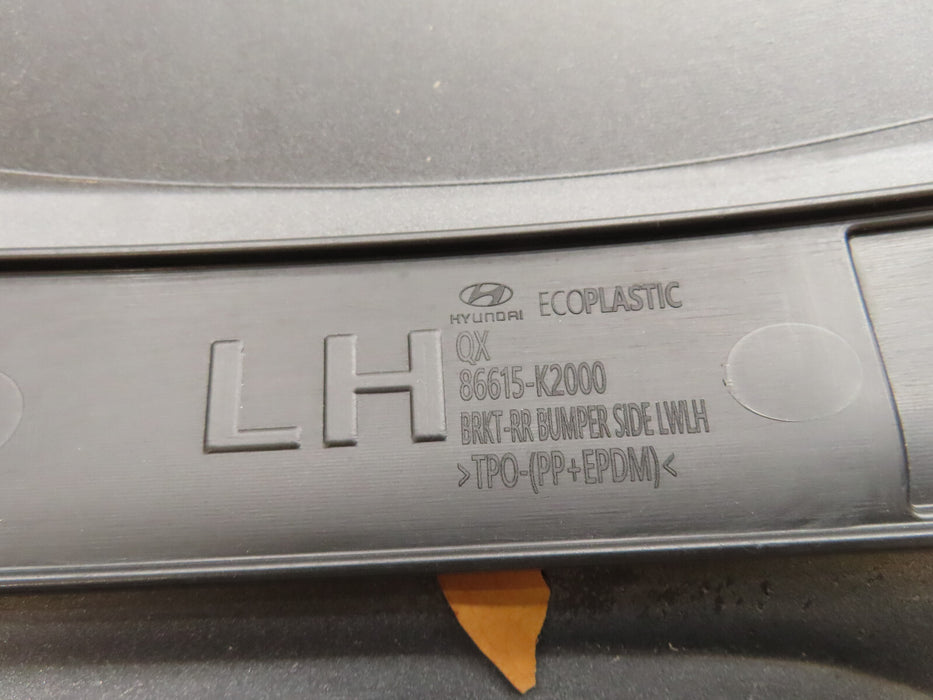 HYUNDAI ECOPLASTIC
LH
QX
86615-K2000
BRKT-RR BUMPER SIDE LWLH
>TPO-(PP+EPDM)<